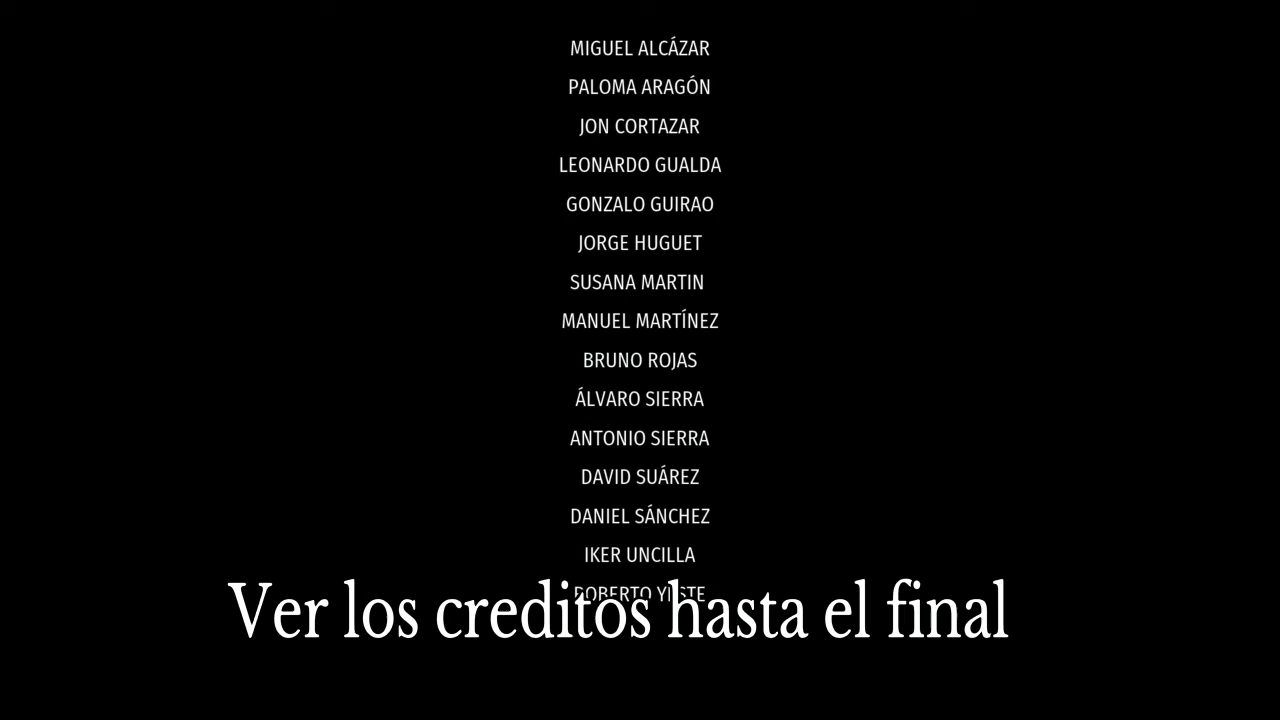 MIGUEL ALCÁZAR
PALOMA ARAGÓN
JON CORTAZAR
LEONARDO GUALDA
GONZALO GUIRAO
JORGE HUGUET
SUSANA MARTIN
MANUEL MARTÍNEZ
BRUNO ROJAS
ÁLVARO SIERRA
ANTONIO SIERRA
DAVID SUÁREZ
DANIEL SÁNCHEZ
IKER UNCILLA
ROBERTO
Ver los creditos hasta el final